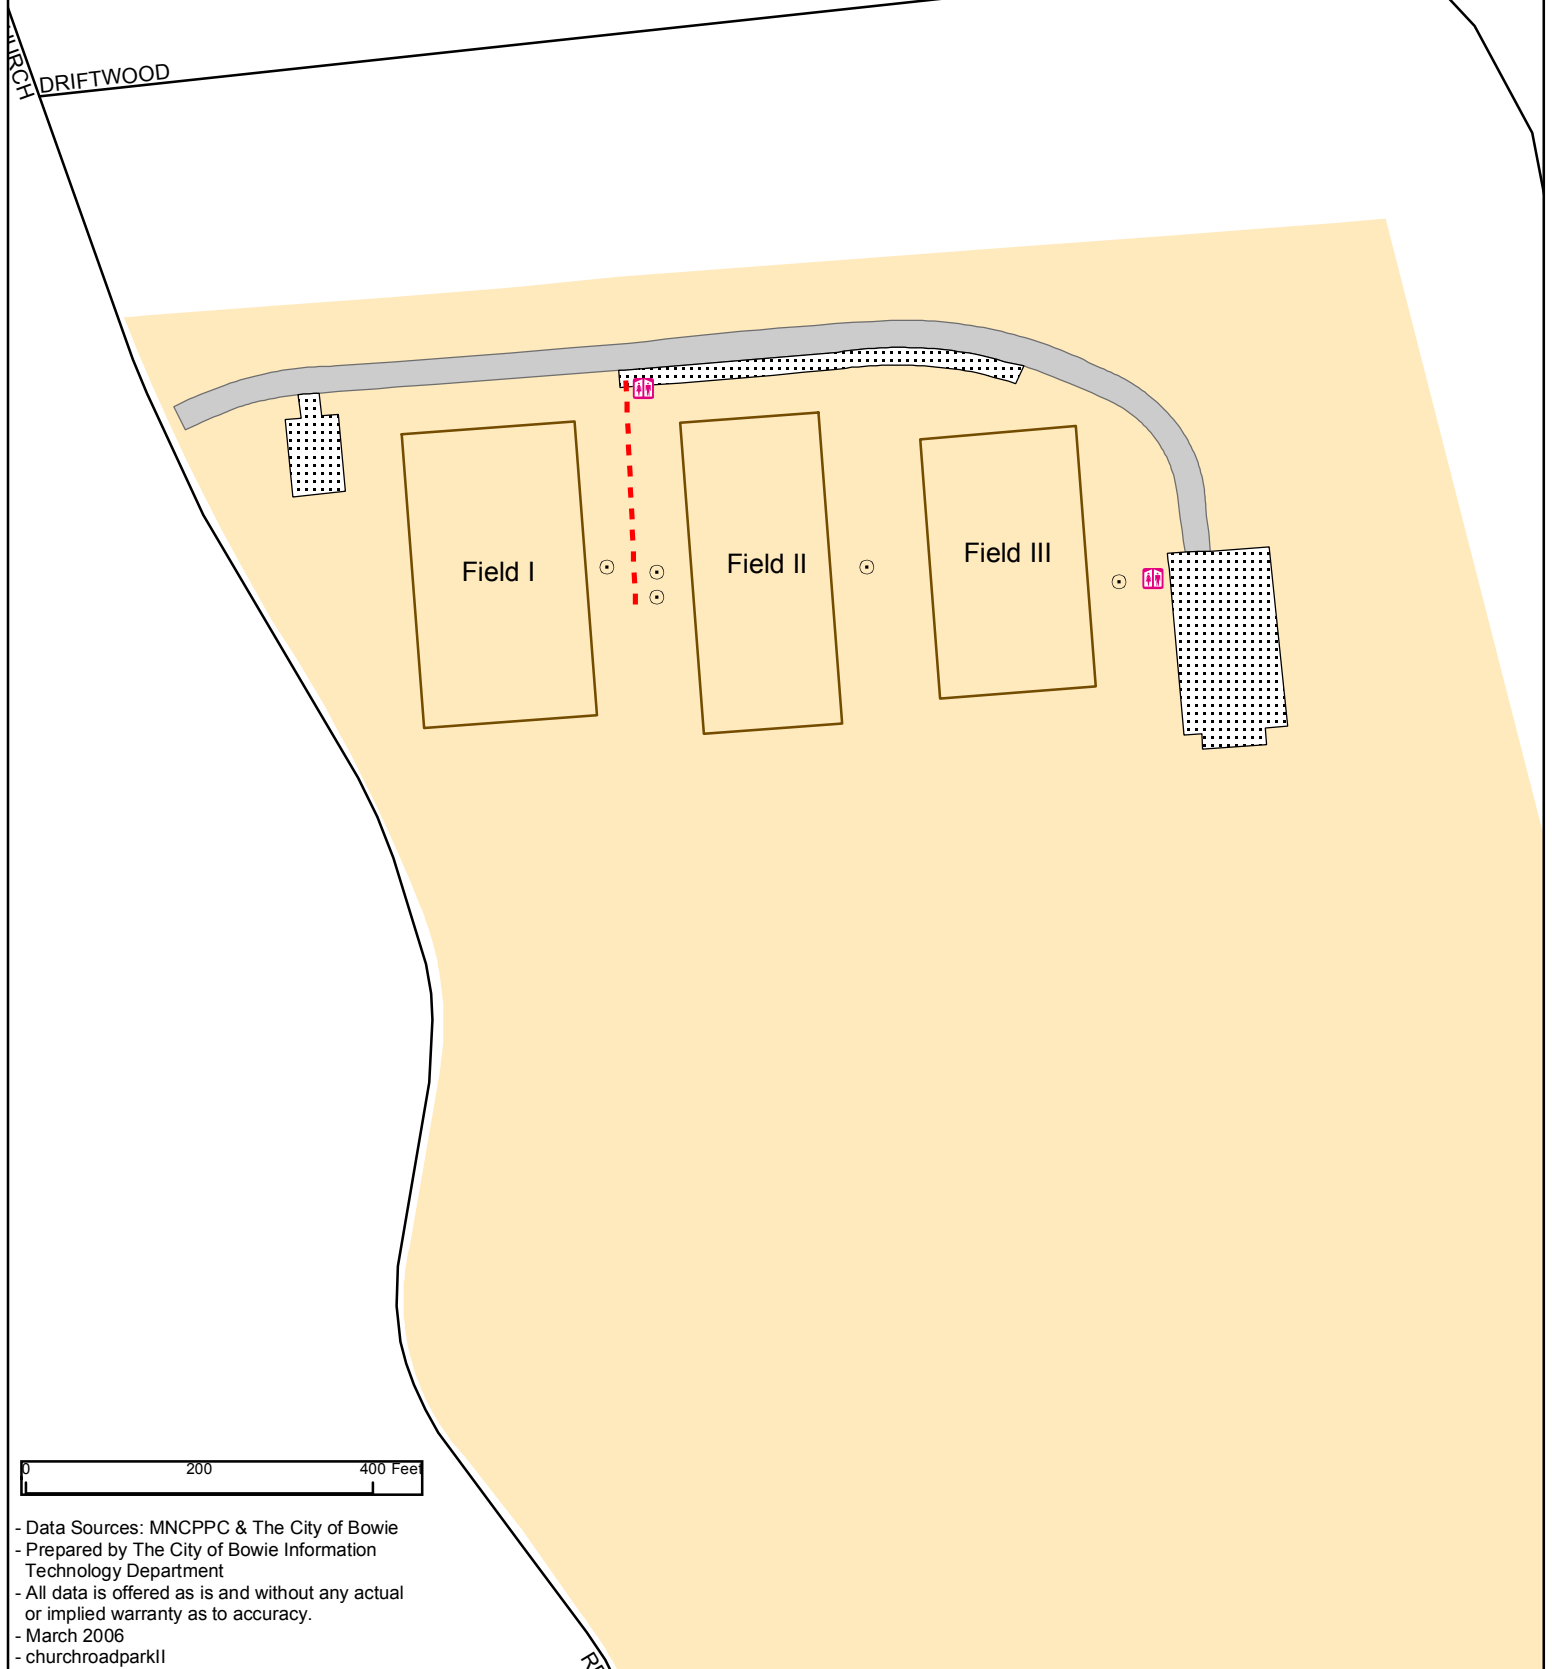 DRIFTWOOD
Field I
Field II
Field III
0 200 400 Feet
- Data Sources: MNCPPC & The City of Bowie
- Prepared by The City of Bowie Information
Technology Department
- All data is offered as is and without any actual
or implied warranty as to accuracy.
- March 2006
- churchroadparkII